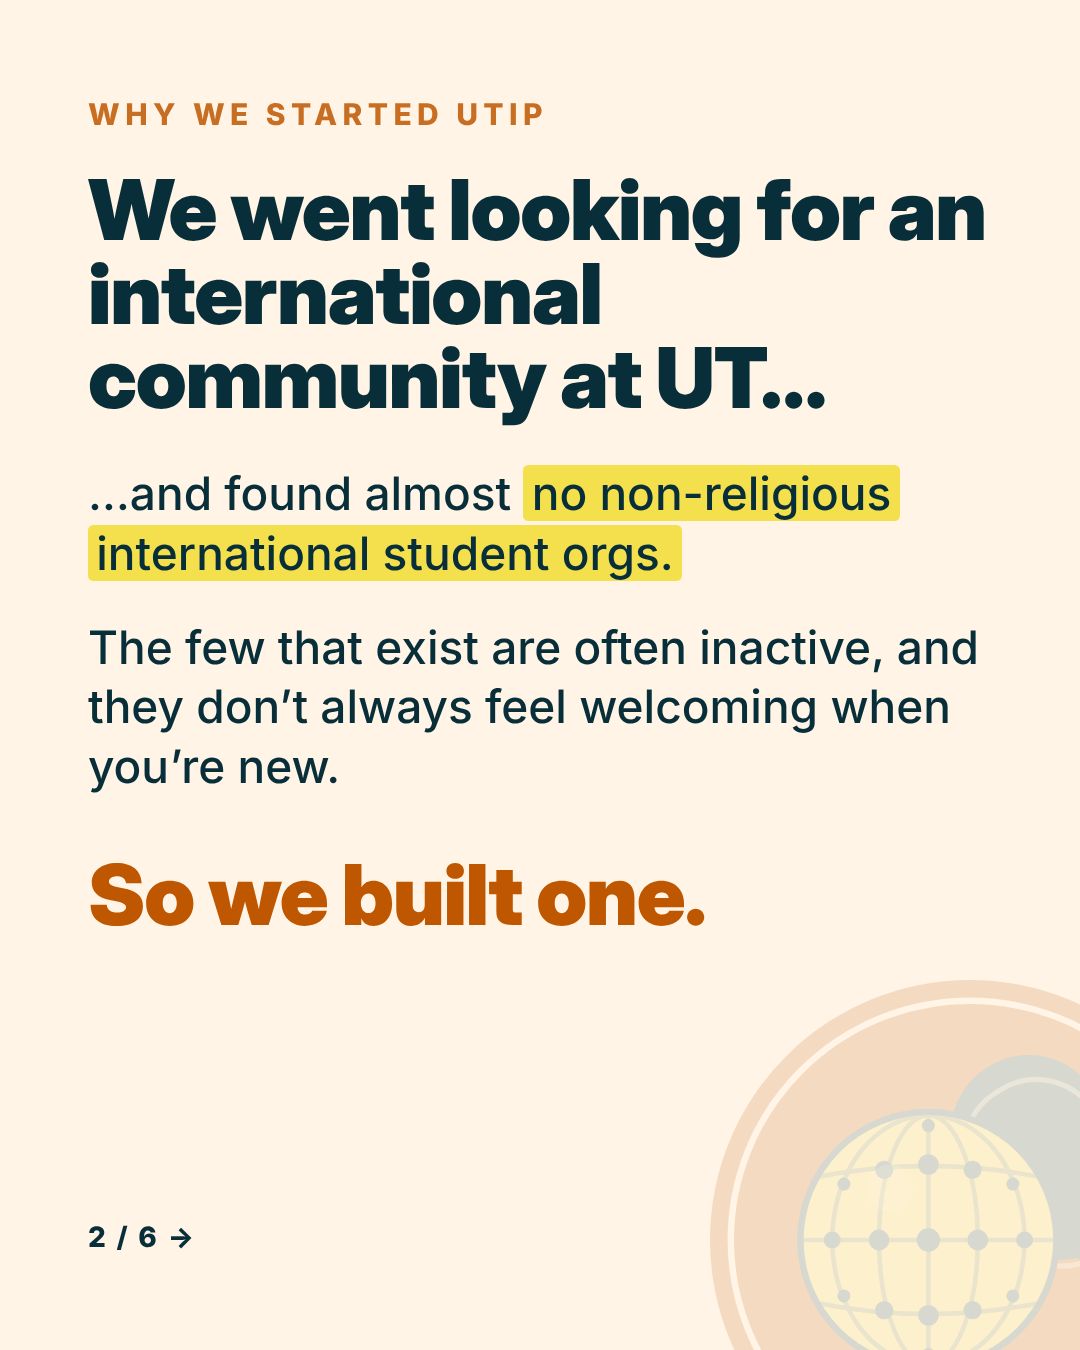 WHY WE STARTED UTIP
We went looking for an
international
community at UT...
...and found almost no non-religious
international student orgs.
The few that exist are often inactive, and
they don’t always feel welcoming when
you’re new.
So we built one.
2 / 6 →